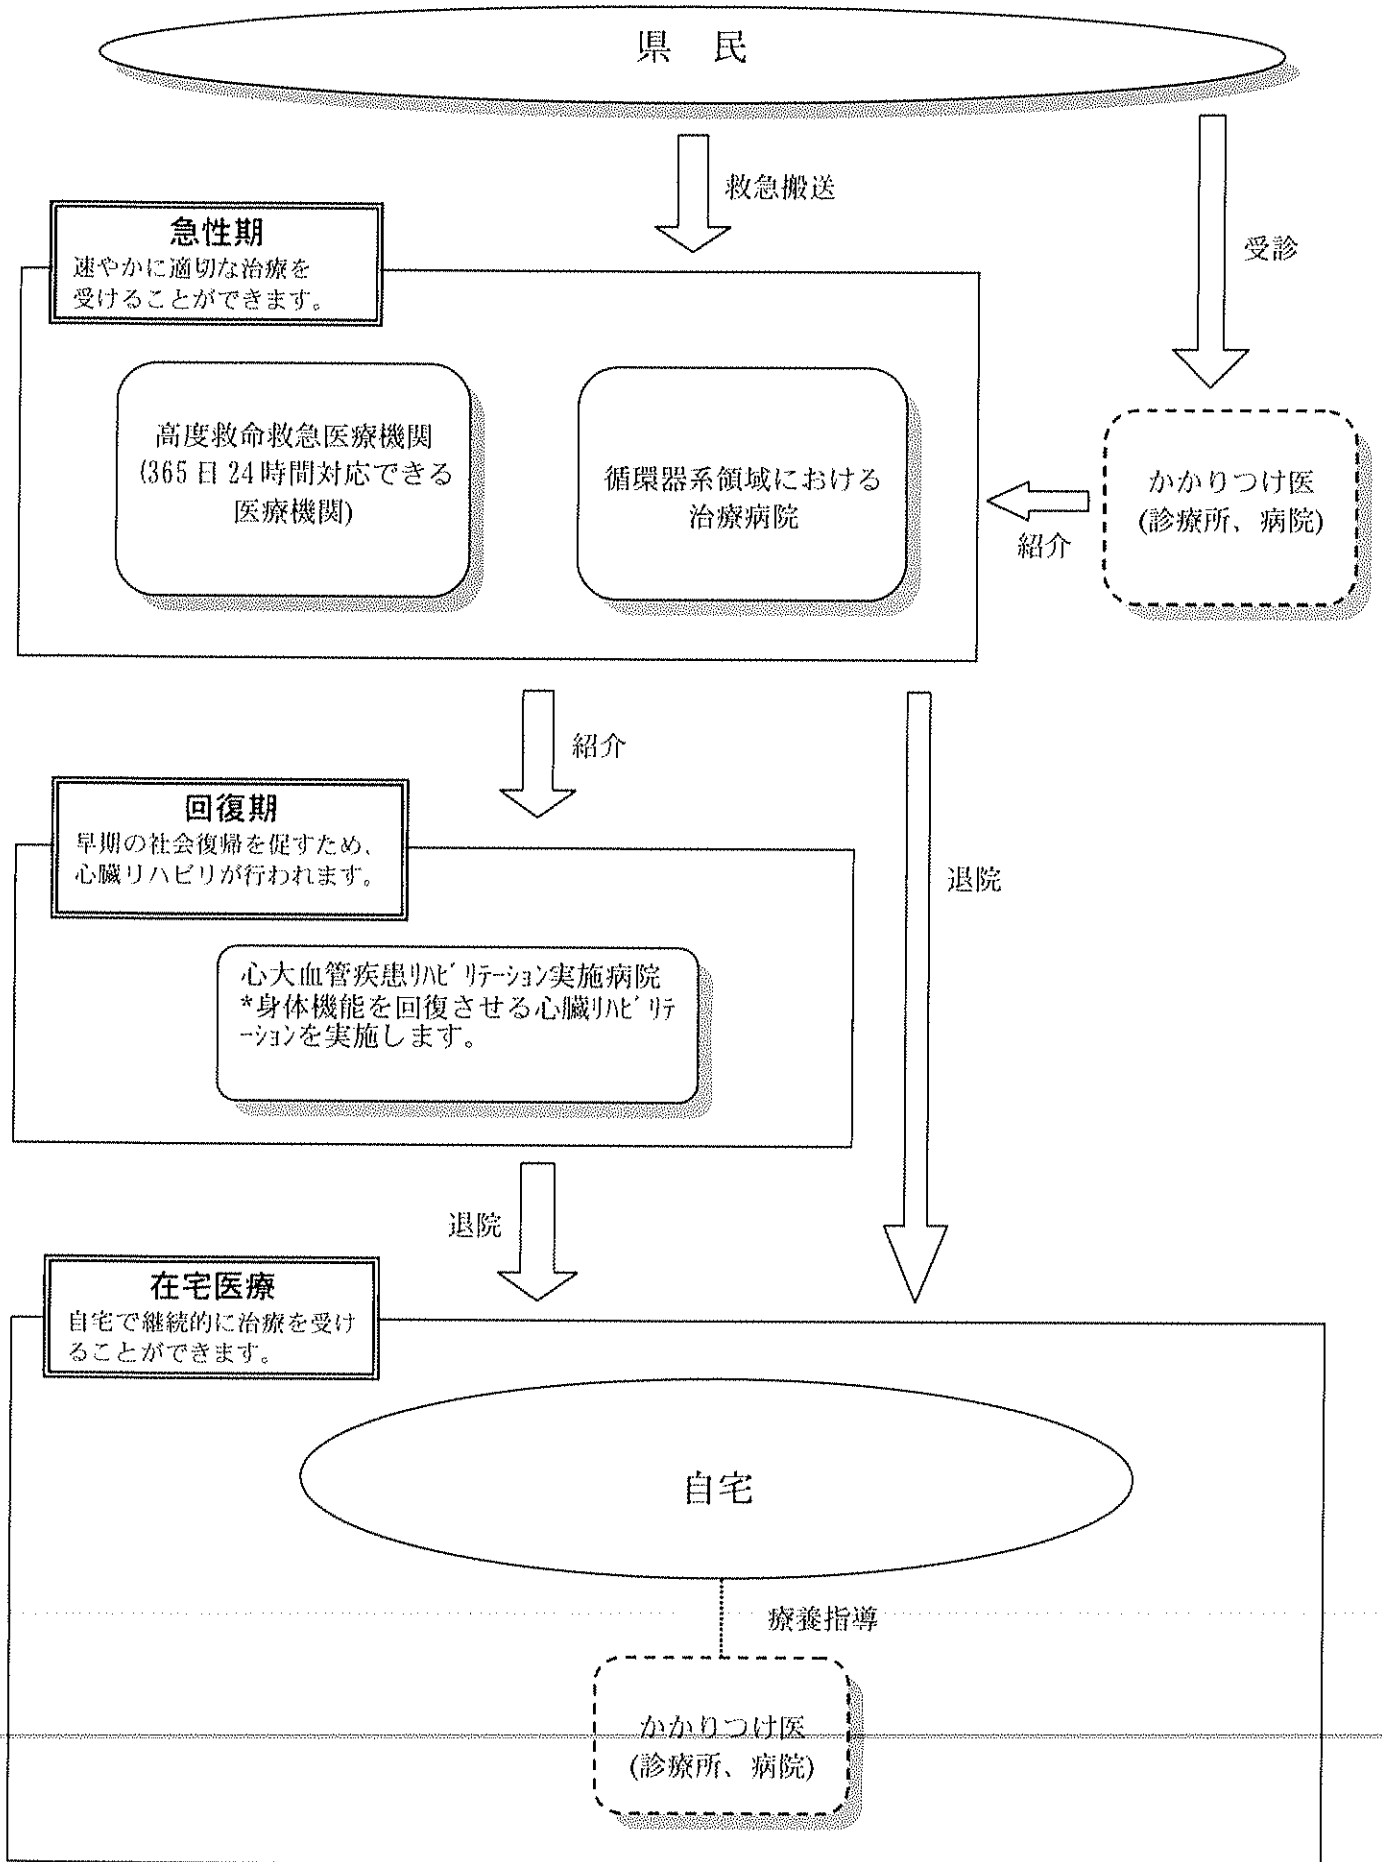 県　民
救急搬送
受診
急性期
速やかに適切な治療を
受けることができます。
高度救命救急医療機関
(365日24時間対応できる
医療機関)
循環器系領域における
治療病院
かかりつけ医
(診療所、病院)
紹介
紹介
回復期
早期の社会復帰を促すため、
心臓リハビリが行われます。
退院
心大血管疾患ﾘﾊﾋﾞﾘﾃｰｼｮﾝ実施病院
*身体機能を回復させる心臓ﾘﾊﾋﾞﾘﾃ
ｰｼｮﾝを実施します。
退院
在宅医療
自宅で継続的に治療を受け
ることができます。
自宅
療養指導
かかりつけ医
(診療所、病院)